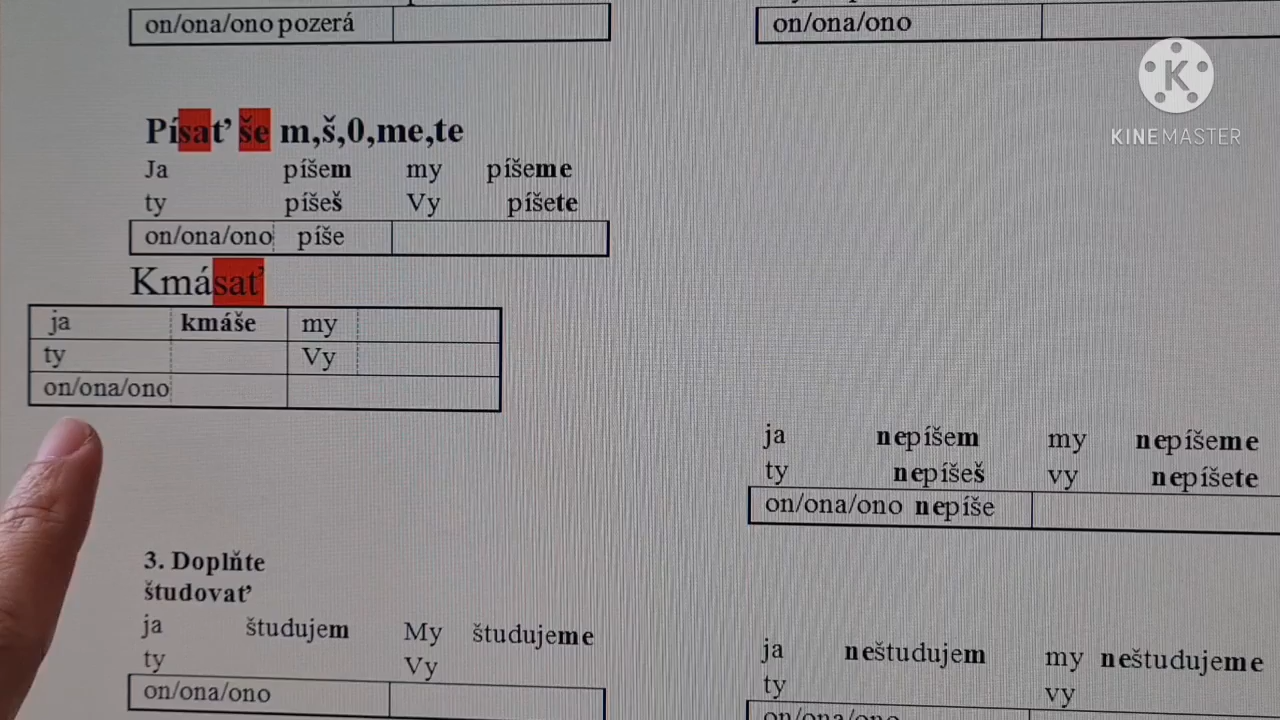 on/ona/ono pozerá
on/ona/ono
K
KINEMASTER
Písať še m,š,0,me,te
Ja píšem my píšeme
ty píšeš Vy píšete
on/ona/ono píše
Kmásať
ja kmáše my
ty Vy
on/ona/ono
ja nepíšem my nepíšeme
ty nepíšeš vy nepíšete
on/ona/ono nepíše
3. Doplňte
študovať
ja študujem My študujeme
ty Vy
on/ona/ono
ja neštudujem my neštudujeme
ty vy
on/ona/ono